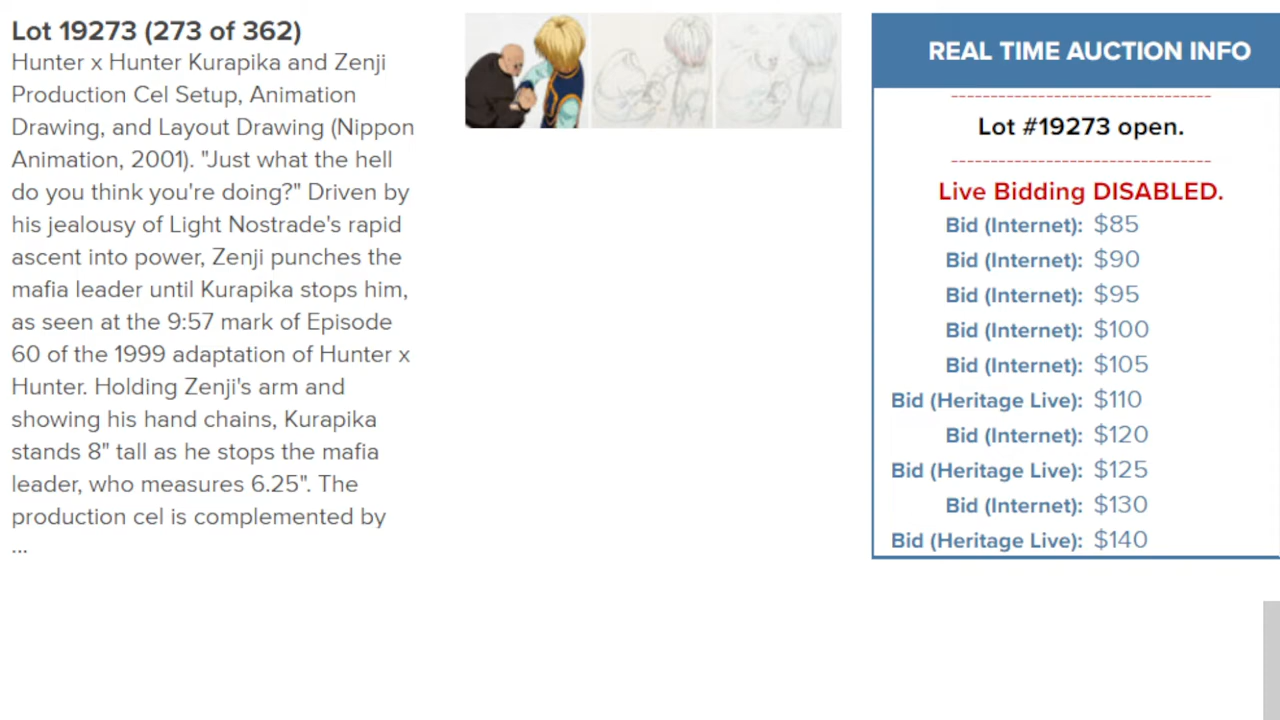 Lot 19273 (273 of 362)
Hunter x Hunter Kurapika and Zenji
Production Cel Setup, Animation
Drawing, and Layout Drawing (Nippon
Animation, 2001). "Just what the hell
do you think you're doing?" Driven by
his jealousy of Light Nostrade's rapid
ascent into power, Zenji punches the
mafia leader until Kurapika stops him,
as seen at the 9:57 mark of Episode
60 of the 1999 adaptation of Hunter x
Hunter. Holding Zenji's arm and
showing his hand chains, Kurapika
stands 8" tall as he stops the mafia
leader, who measures 6.25". The
production cel is complemented by
...
REAL TIME AUCTION INFO
--------------------------------
Lot #19273 open.
--------------------------------
Live Bidding DISABLED.
Bid (Internet): $85
Bid (Internet): $90
Bid (Internet): $95
Bid (Internet): $100
Bid (Internet): $105
Bid (Heritage Live): $110
Bid (Internet): $120
Bid (Heritage Live): $125
Bid (Internet): $130
Bid (Heritage Live): $140